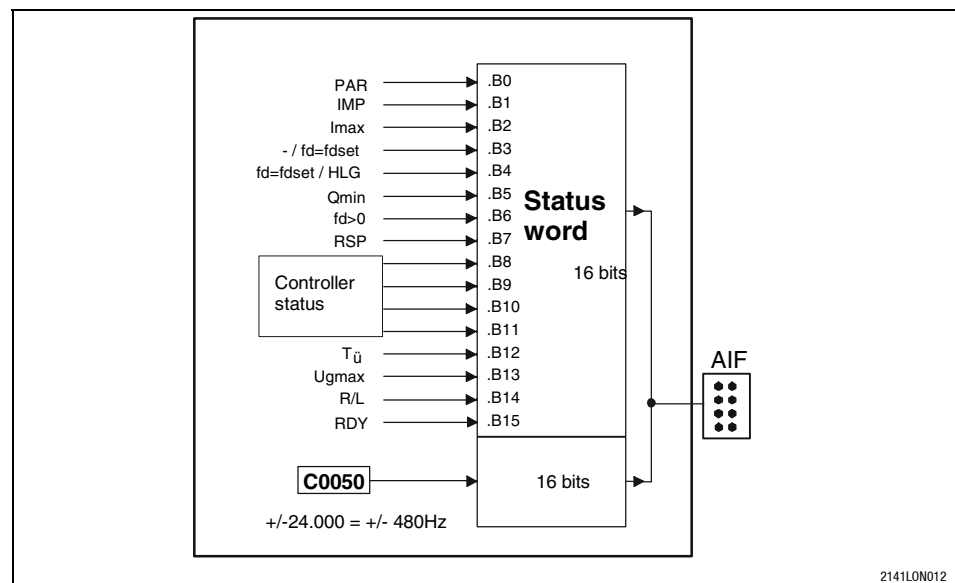 PAR
.B0
IMP
.B1
Imax
.B2
- / fd=fdset
.B3
fd=fdset / HLG
.B4
Qmin
.B5
Status
word
fd>0
.B6
RSP
.B7
Controller
status
.B8
16 bits
.B9
.B10
.B11
Tü
.B12
AIF
Ugmax
.B13
R/L
.B14
RDY
.B15
C0050
16 bits
+/-24.000 = +/- 480Hz
2141LON012